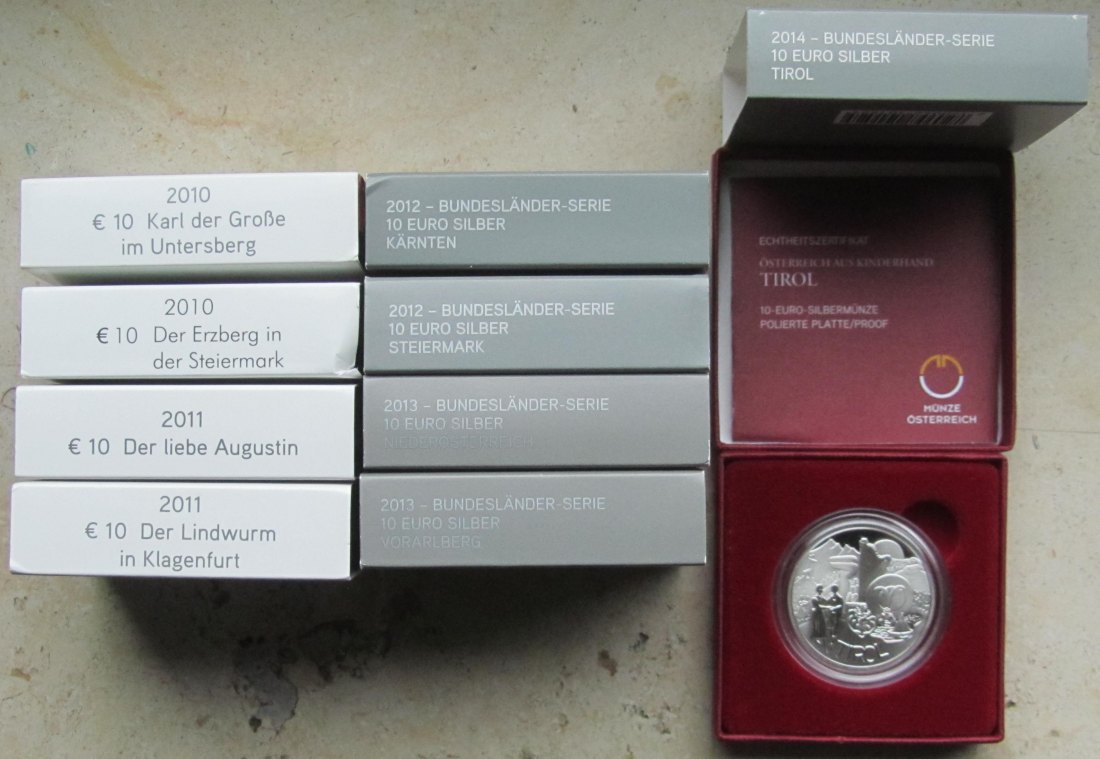 2010
€ 10 Karl der Große
im Untersberg
2010
€ 10 Der Erzberg in
der Steiermark
2011
€ 10 Der liebe Augustin
2011
€ 10 Der Lindwurm
in Klagenfurt
2012 – BUNDESLÄNDER-SERIE
10 EURO SILBER
KÄRNTEN
2012 – BUNDESLÄNDER-SERIE
10 EURO SILBER
STEIERMARK
2013 – BUNDESLÄNDER-SERIE
10 EURO SILBER
NIEDERÖSTERREICH
2013 – BUNDESLÄNDER-SERIE
10 EURO SILBER
VORARLBERG
2014 – BUNDESLÄNDER-SERIE
10 EURO SILBER
TIROL
ECHTHEITSZERTIFIKAT
ÖSTERREICH AUS KINDERHAND
TIROL
10-EURO-SILBERMÜNZE
POLIERTE PLATTE/PROOF
MÜNZE
ÖSTERREICH
TIROL